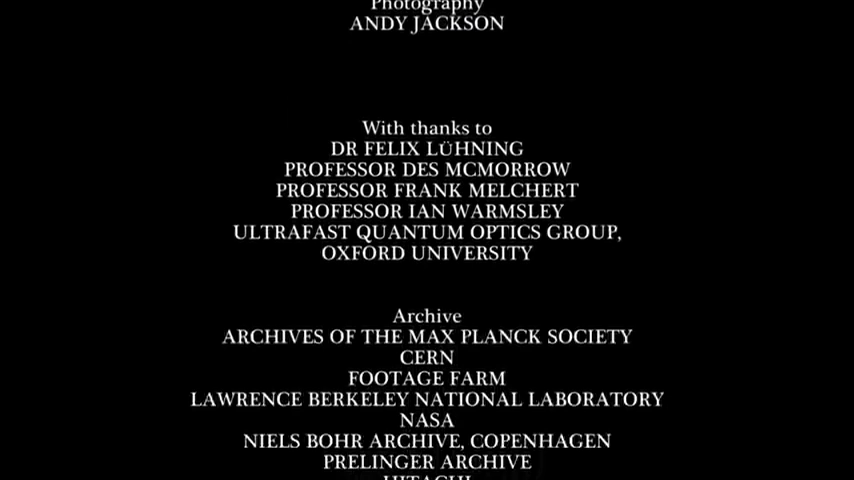 Photography
ANDY JACKSON
With thanks to
DR FELIX LÜHNING
PROFESSOR DES MCMORROW
PROFESSOR FRANK MELCHERT
PROFESSOR IAN WARMSLEY
ULTRAFAST QUANTUM OPTICS GROUP,
OXFORD UNIVERSITY
Archive
ARCHIVES OF THE MAX PLANCK SOCIETY
CERN
FOOTAGE FARM
LAWRENCE BERKELEY NATIONAL LABORATORY
NASA
NIELS BOHR ARCHIVE, COPENHAGEN
PRELINGER ARCHIVE
HITACHI